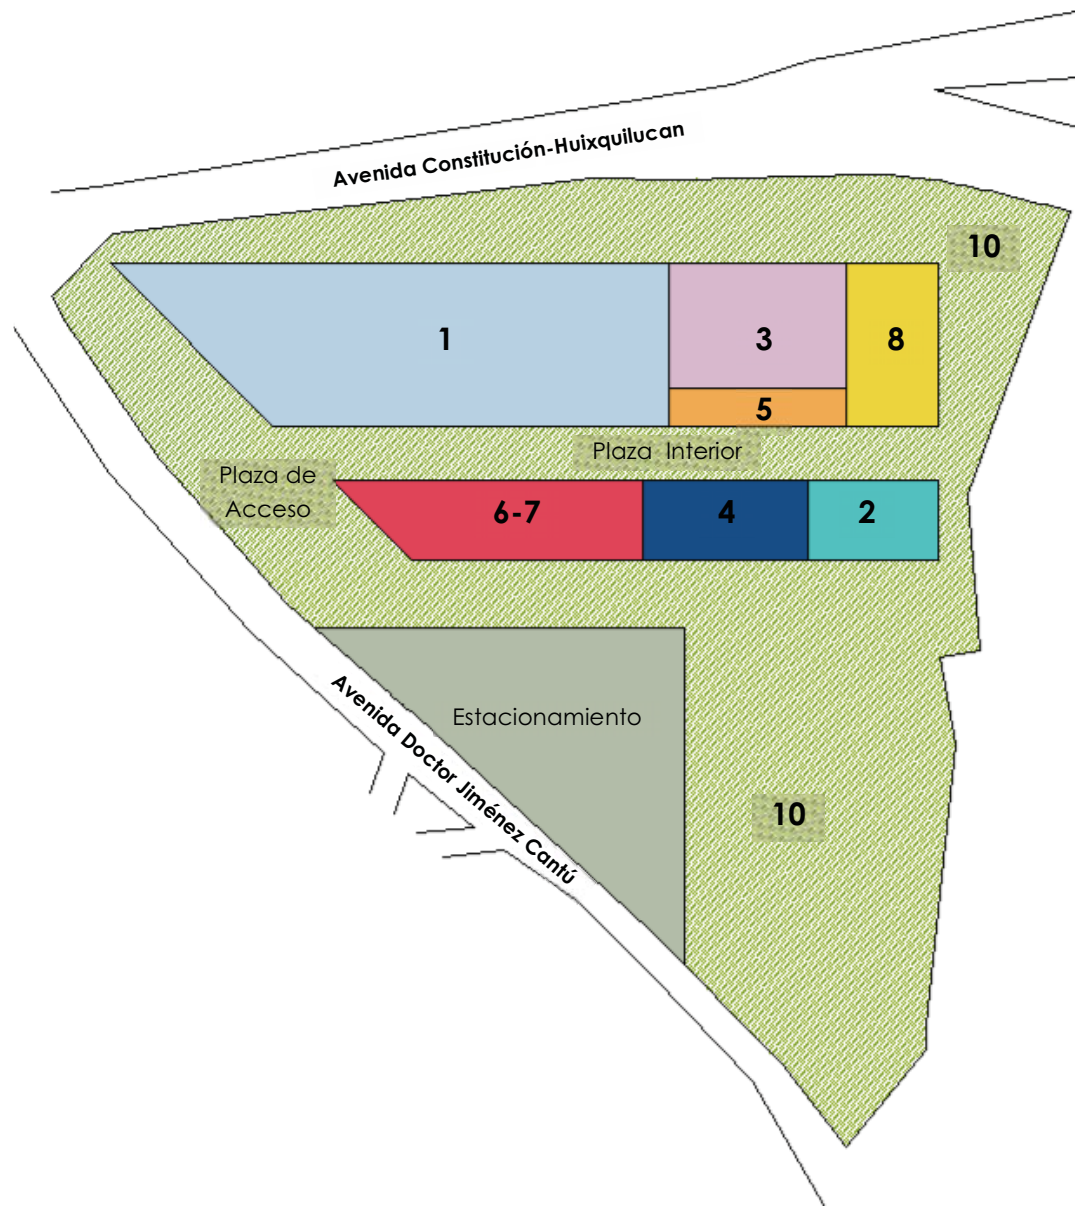 Avenida Constitución-Huixquilucan
10
1
3
8
5
Plaza Interior
Plaza de
Acceso
6-7
4
2
Estacionamiento
Avenida Doctor Jiménez Cantú
10